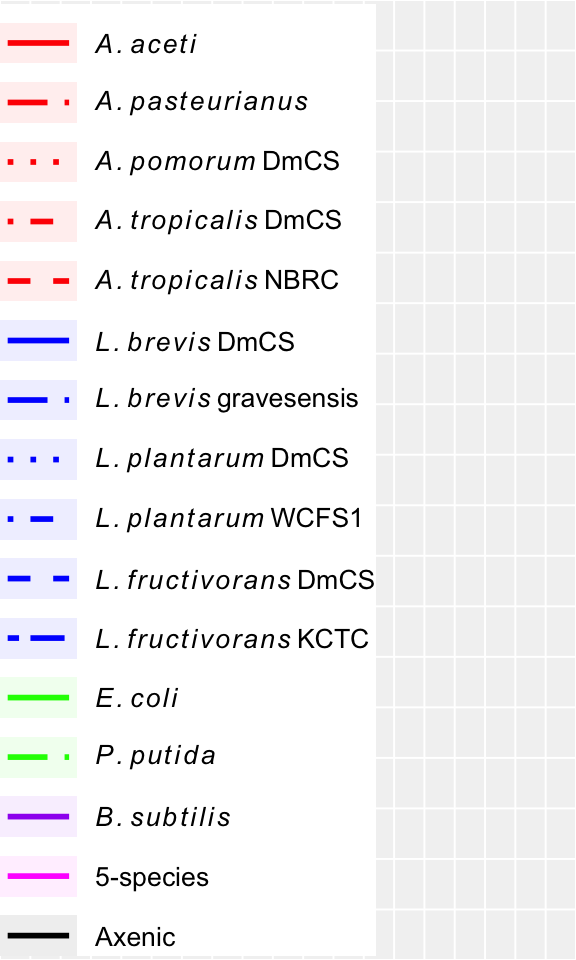 A. aceti
A. pasteurianus
A. pomorum DmCS
A. tropicalis DmCS
A. tropicalis NBRC
L. brevis DmCS
L. brevis gravesensis
L. plantarum DmCS
L. plantarum WCFS1
L. fructivorans DmCS
L. fructivorans KCTC
E. coli
P. putida
B. subtilis
5-species
Axenic